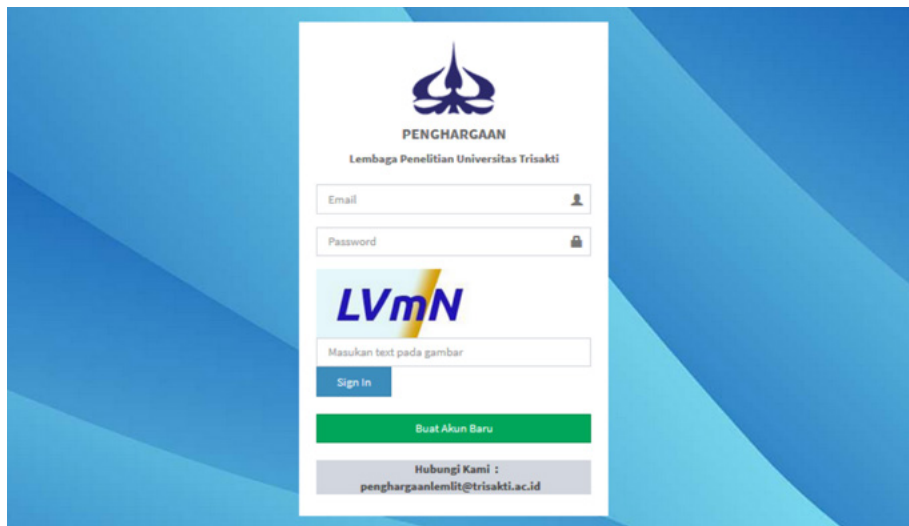 PENGHARGAAN
Lembaga Penelitian Universitas Trisakti
Email
Password
LVmN
Masukan text pada gambar
Sign In
Buat Akun Baru
Hubungi Kami :
penghargaanlemlit@trisakti.ac.id